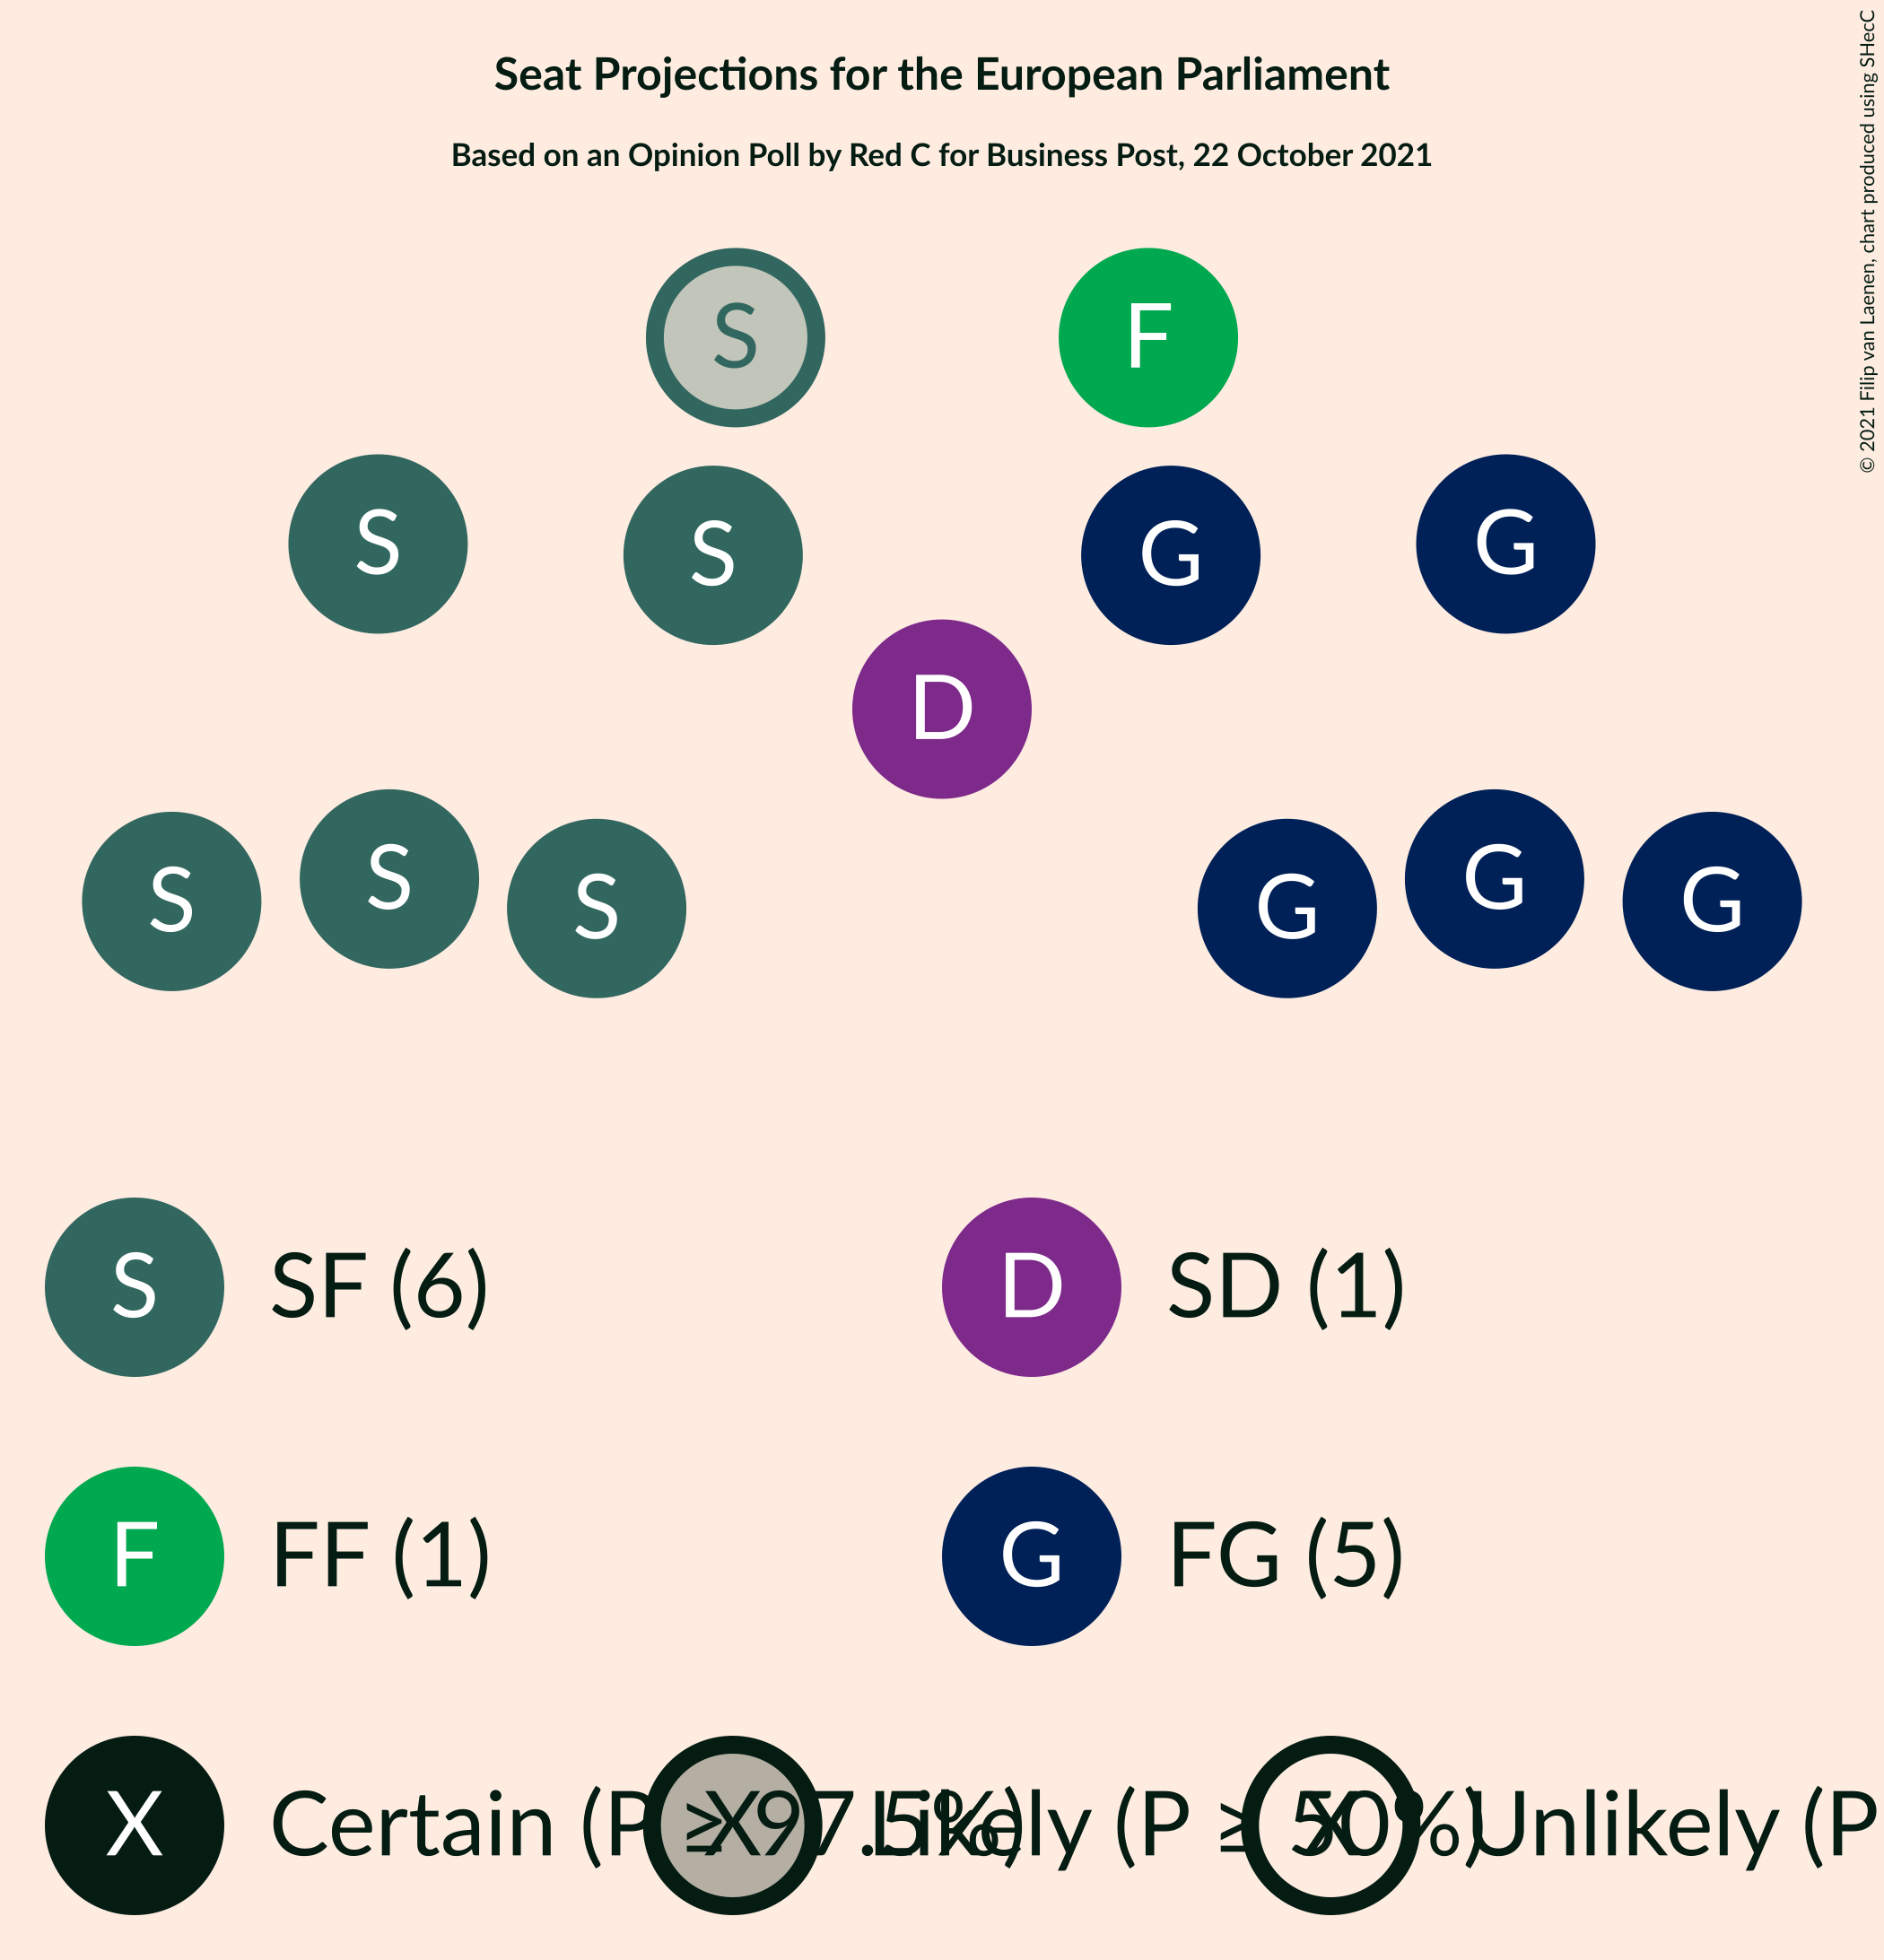 Seat Projections for the European Parliament
Based on an Opinion Poll by Red C for Business Post, 22 October 2021
© 2021 Filip van Laenen, chart produced using SHecC
S F
S S G G
D
S S S G G G
S SF (6) D SD (1)
F FF (1) G FG (5)
X Certain (P ≥ 97.5%) X Likely (P ≥ 50%) X Unlikely (P